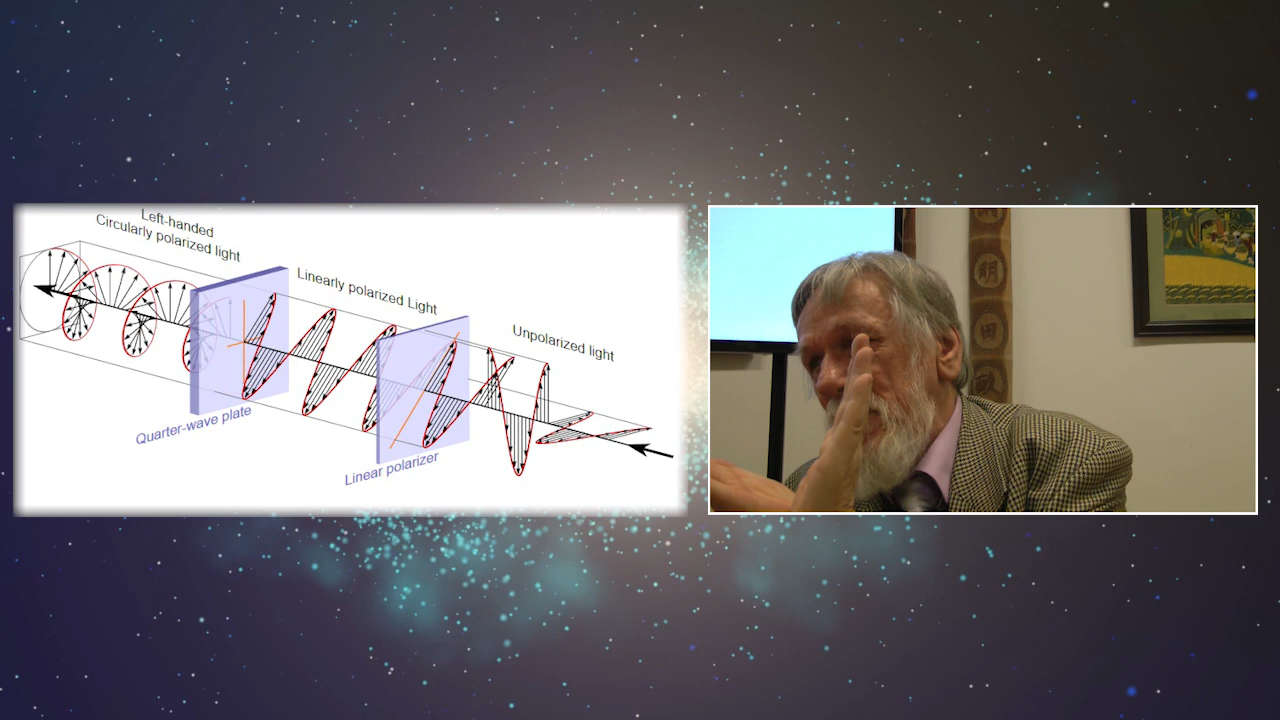 Left-handed
Circularly polarized light
Linearly polarized Light
Unpolarized light
Quarter-wave plate
Linear polarizer